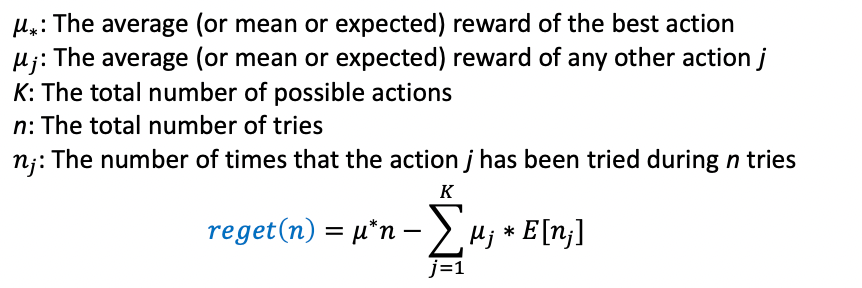 μ∗: The average (or mean or expected) reward of the best action
μj: The average (or mean or expected) reward of any other action j
K: The total number of possible actions
n: The total number of tries
nj: The number of times that the action j has been tried during n tries
reget(n) = μ*n − ∑_{j=1}^{K} μj * E[nj]